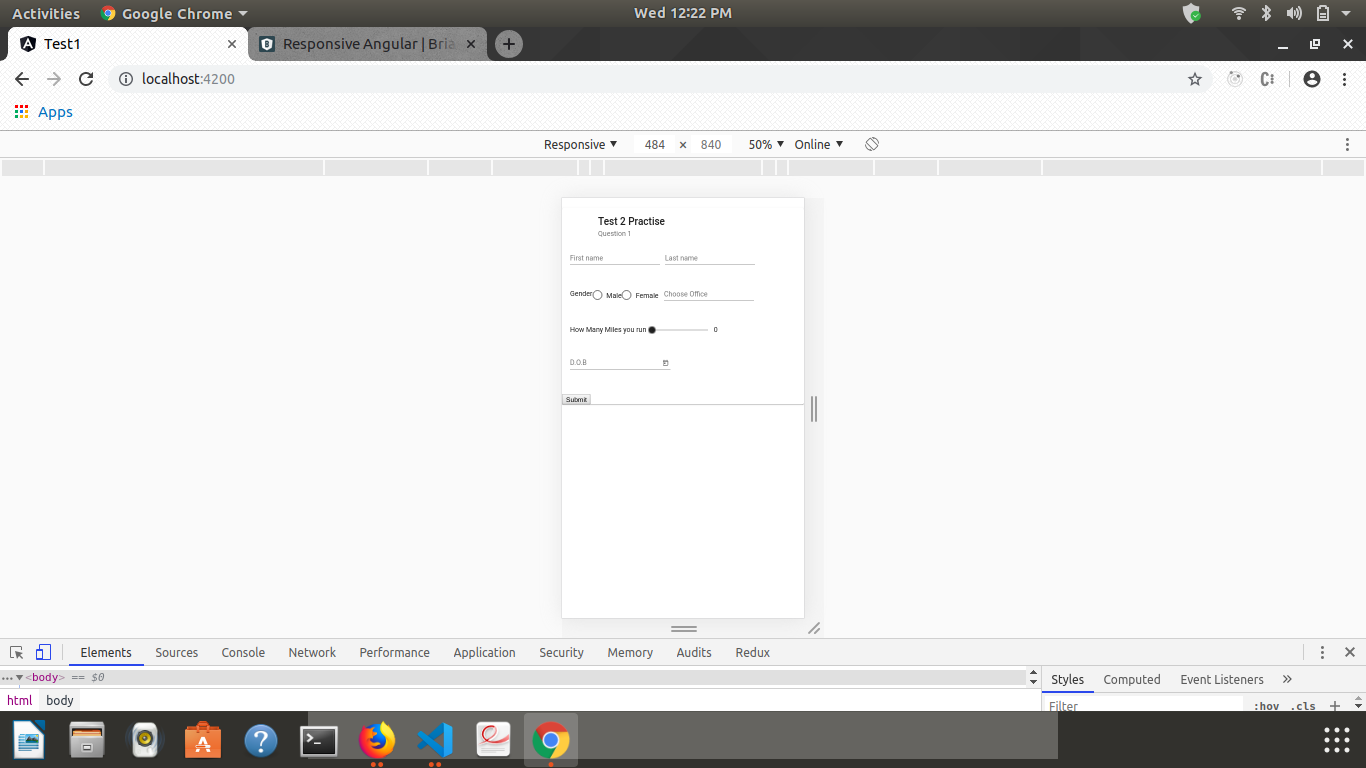 Activities Google Chrome Wed 12:22 PM
Test1 Responsive Angular | Bria
localhost:4200
Apps
Responsive 484 × 840 50% Online
Test 2 Practise
Question 1
First name Last name
Gender Male Female Choose Office
How Many Miles you run 0
D.O.B
Submit
Elements Sources Console Network Performance Application Security Memory Audits Redux
... <body> == $0
Styles Computed Event Listeners »
html body
Filter :hov .cls +